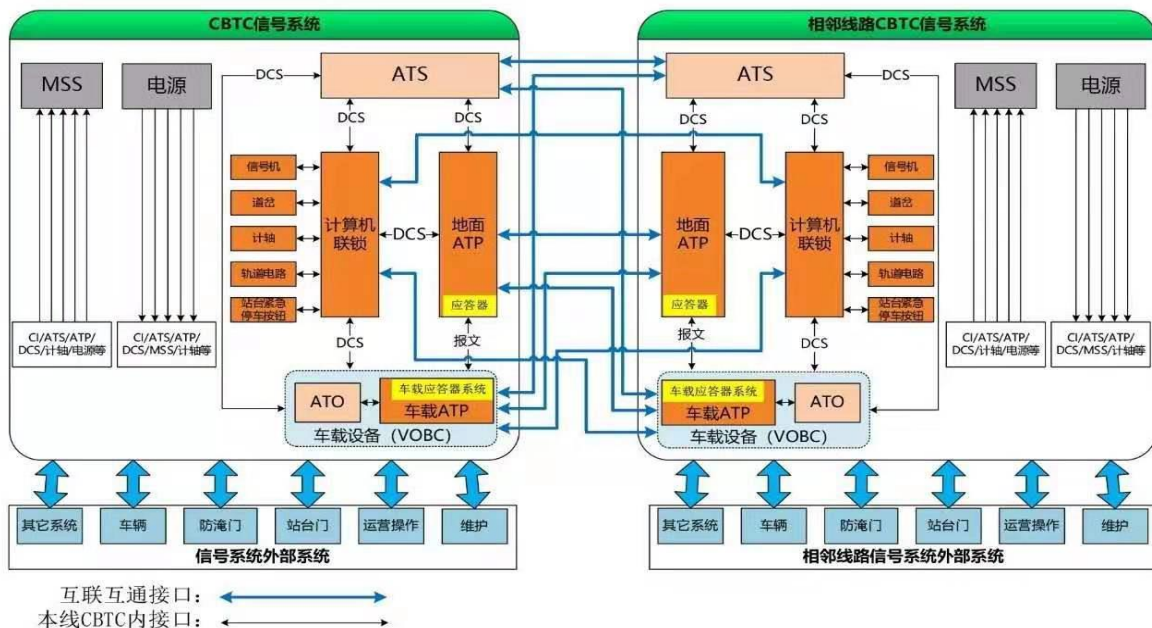 CBTC信号系统
MSS
电源
DCS
ATS
DCS
DCS
信号机
道岔
计轴
轨道电路
站台紧急
停车按钮
计算机
联锁
DCS
地面
ATP
应答器
CI/ATS/ATP/
DCS/计轴/电源等
CI/ATS/ATP/
DCS/MSS/计轴等
DCS
报文
ATO
车载应答器系统
车载ATP
车载设备（VOBC）
其它系统
车辆
防淹门
站台门
运营操作
维护
信号系统外部系统
相邻线路CBTC信号系统
ATS
DCS
MSS
电源
DCS
DCS
地面
ATP
应答器
DCS
计算机
联锁
信号机
道岔
计轴
轨道电路
站台紧急
停车按钮
CI/ATS/ATP/
DCS/计轴/电源等
CI/ATS/ATP/
DCS/MSS/计轴等
报文
DCS
车载应答器系统
车载ATP
ATO
车载设备（VOBC）
其它系统
车辆
防淹门
站台门
运营操作
维护
相邻线路信号系统外部系统
互联互通接口：
本线CBTC内接口：